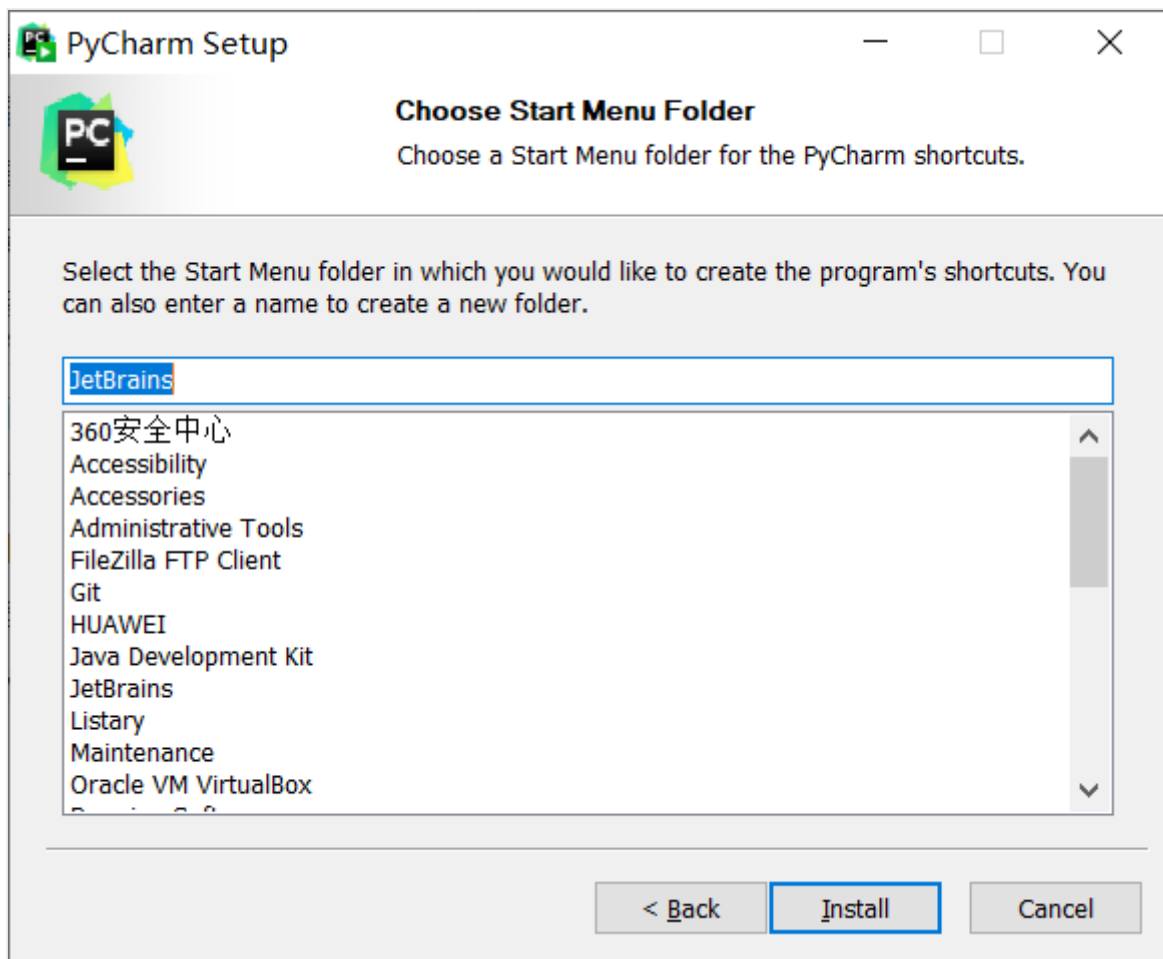 PyCharm Setup
PC
Choose Start Menu Folder
Choose a Start Menu folder for the PyCharm shortcuts.
Select the Start Menu folder in which you would like to create the program's shortcuts. You
can also enter a name to create a new folder.
JetBrains
360安全中心
Accessibility
Accessories
Administrative Tools
FileZilla FTP Client
Git
HUAWEI
Java Development Kit
JetBrains
Listary
Maintenance
Oracle VM VirtualBox
< Back
Install
Cancel